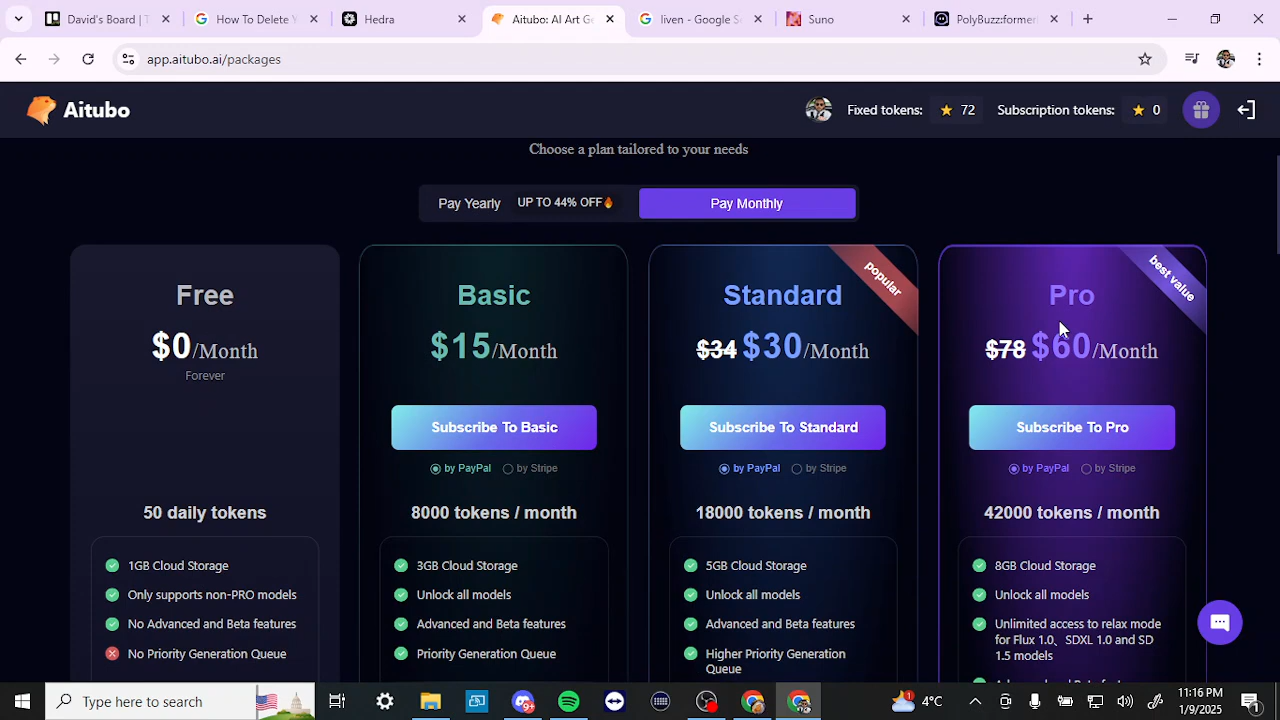 David's Board | T
How To Delete Y
Hedra
Aitubo: AI Art Ge
liven - Google Se
Suno
PolyBuzz:former
app.aitubo.ai/packages
Aitubo
Fixed tokens: 72 Subscription tokens: 0
Choose a plan tailored to your needs
Pay Yearly UP TO 44% OFF🔥 Pay Monthly
Free
$0/Month
Forever
50 daily tokens
1GB Cloud Storage
Only supports non-PRO models
No Advanced and Beta features
No Priority Generation Queue
Basic
$15/Month
Subscribe To Basic
by PayPal by Stripe
8000 tokens / month
3GB Cloud Storage
Unlock all models
Advanced and Beta features
Priority Generation Queue
popular
Standard
$34 $30/Month
Subscribe To Standard
by PayPal by Stripe
18000 tokens / month
5GB Cloud Storage
Unlock all models
Advanced and Beta features
Higher Priority Generation
Queue
best value
Pro
$78 $60/Month
Subscribe To Pro
by PayPal by Stripe
42000 tokens / month
8GB Cloud Storage
Unlock all models
Unlimited access to relax mode
for Flux 1.0、SDXL 1.0 and SD
1.5 models
Type here to search
4°C
1:16 PM
1/9/2025